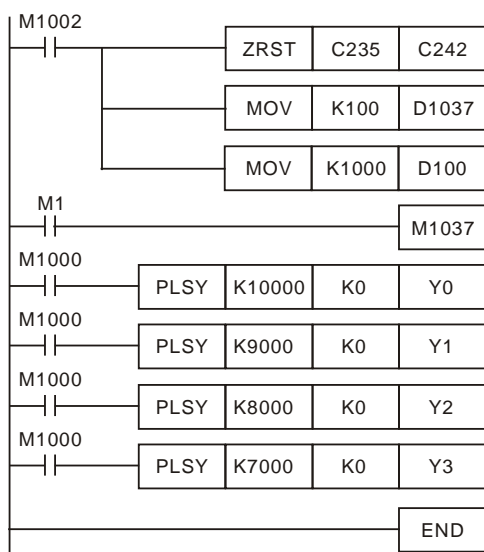 M1002
ZRST C235 C242
MOV K100 D1037
MOV K1000 D100
M1
M1037
M1000
PLSY K10000 K0 Y0
M1000
PLSY K9000 K0 Y1
M1000
PLSY K8000 K0 Y2
M1000
PLSY K7000 K0 Y3
END